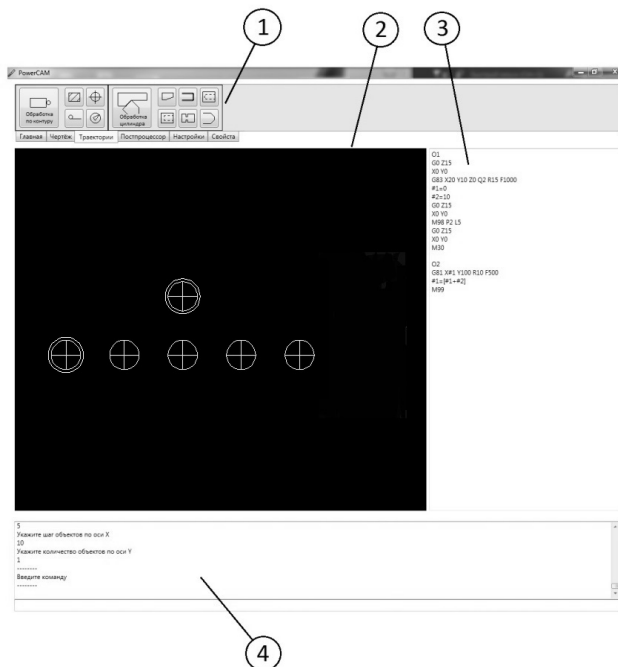 1
2
3
PowerCAM
Обработка
по контуру
Обработка
цилиндра
Главная Чертёж Траектории Постпроцессор Настройки Свойста
O1
G0 Z15
X0 Y0
G83 X20 Y10 Z0 Q2 R15 F1000
#1=0
#2=10
G0 Z15
X0 Y0
M98 P2 L5
G0 Z15
X0 Y0
M30
O2
G81 X#1 Y100 R10 F500
#1=[#1+#2]
M99
5
Укажите шаг объектов по оси X
10
Укажите количество объектов по оси Y
1
--------
Введите команду
--------
4